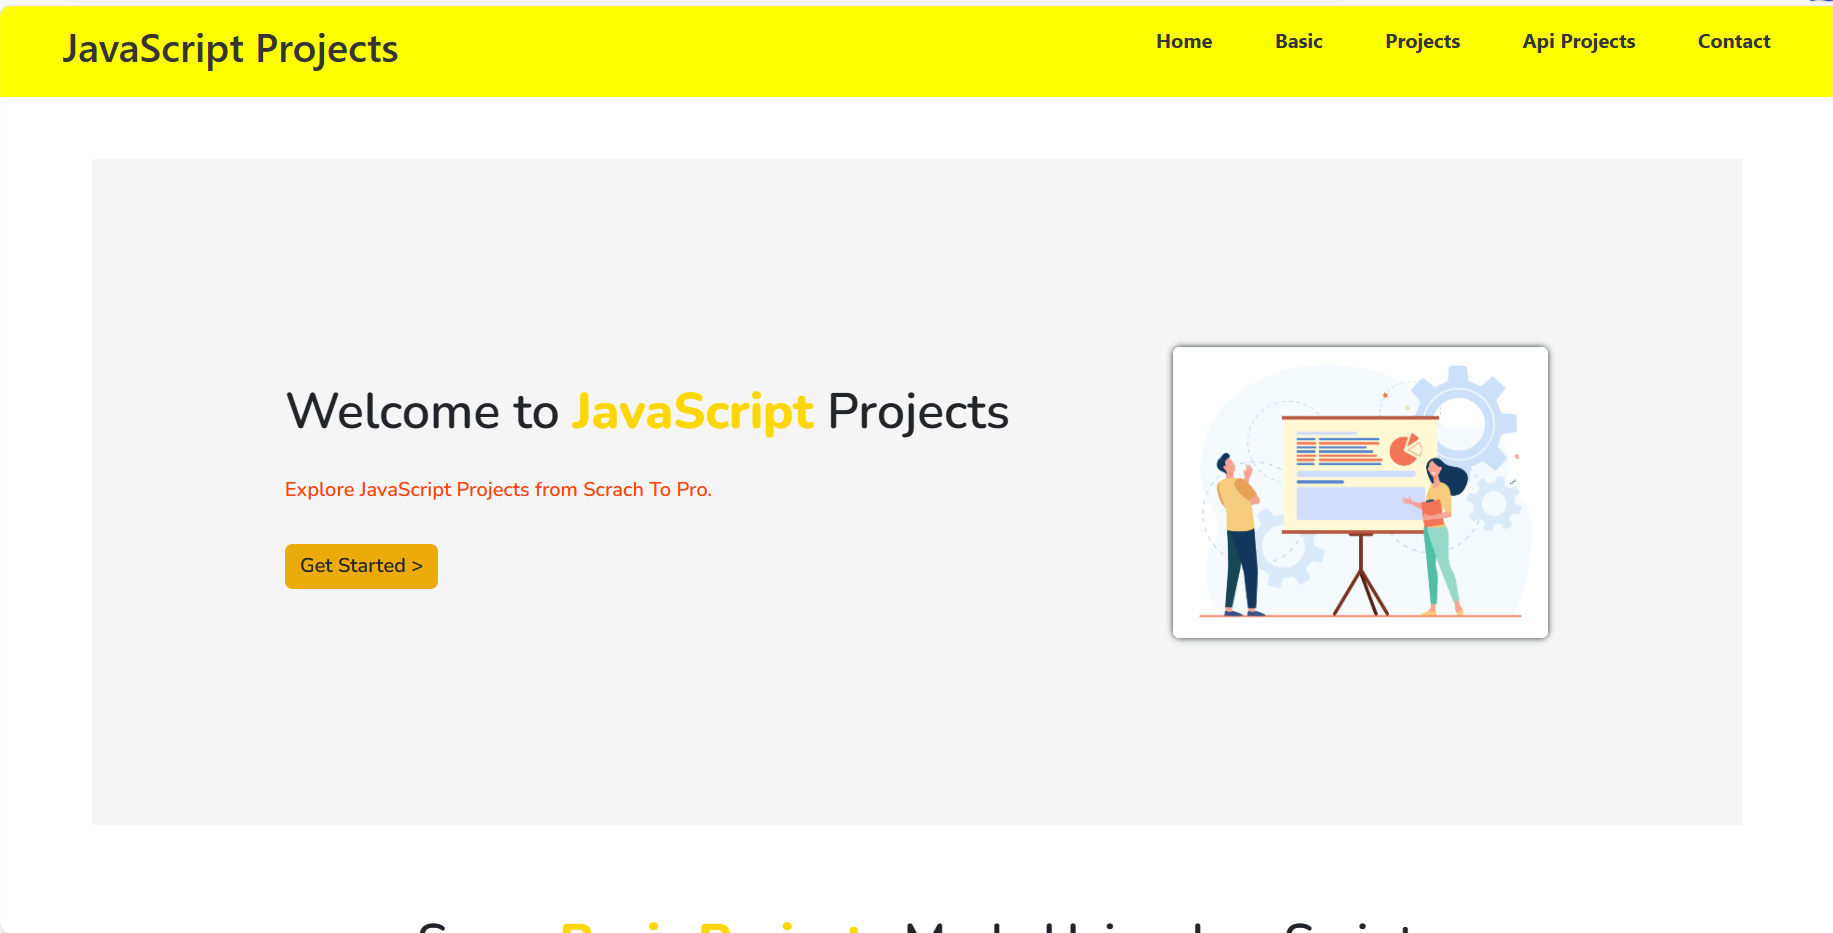 JavaScript Projects
Home Basic Projects Api Projects Contact
Welcome to JavaScript Projects
Explore JavaScript Projects from Scrach To Pro.
Get Started >